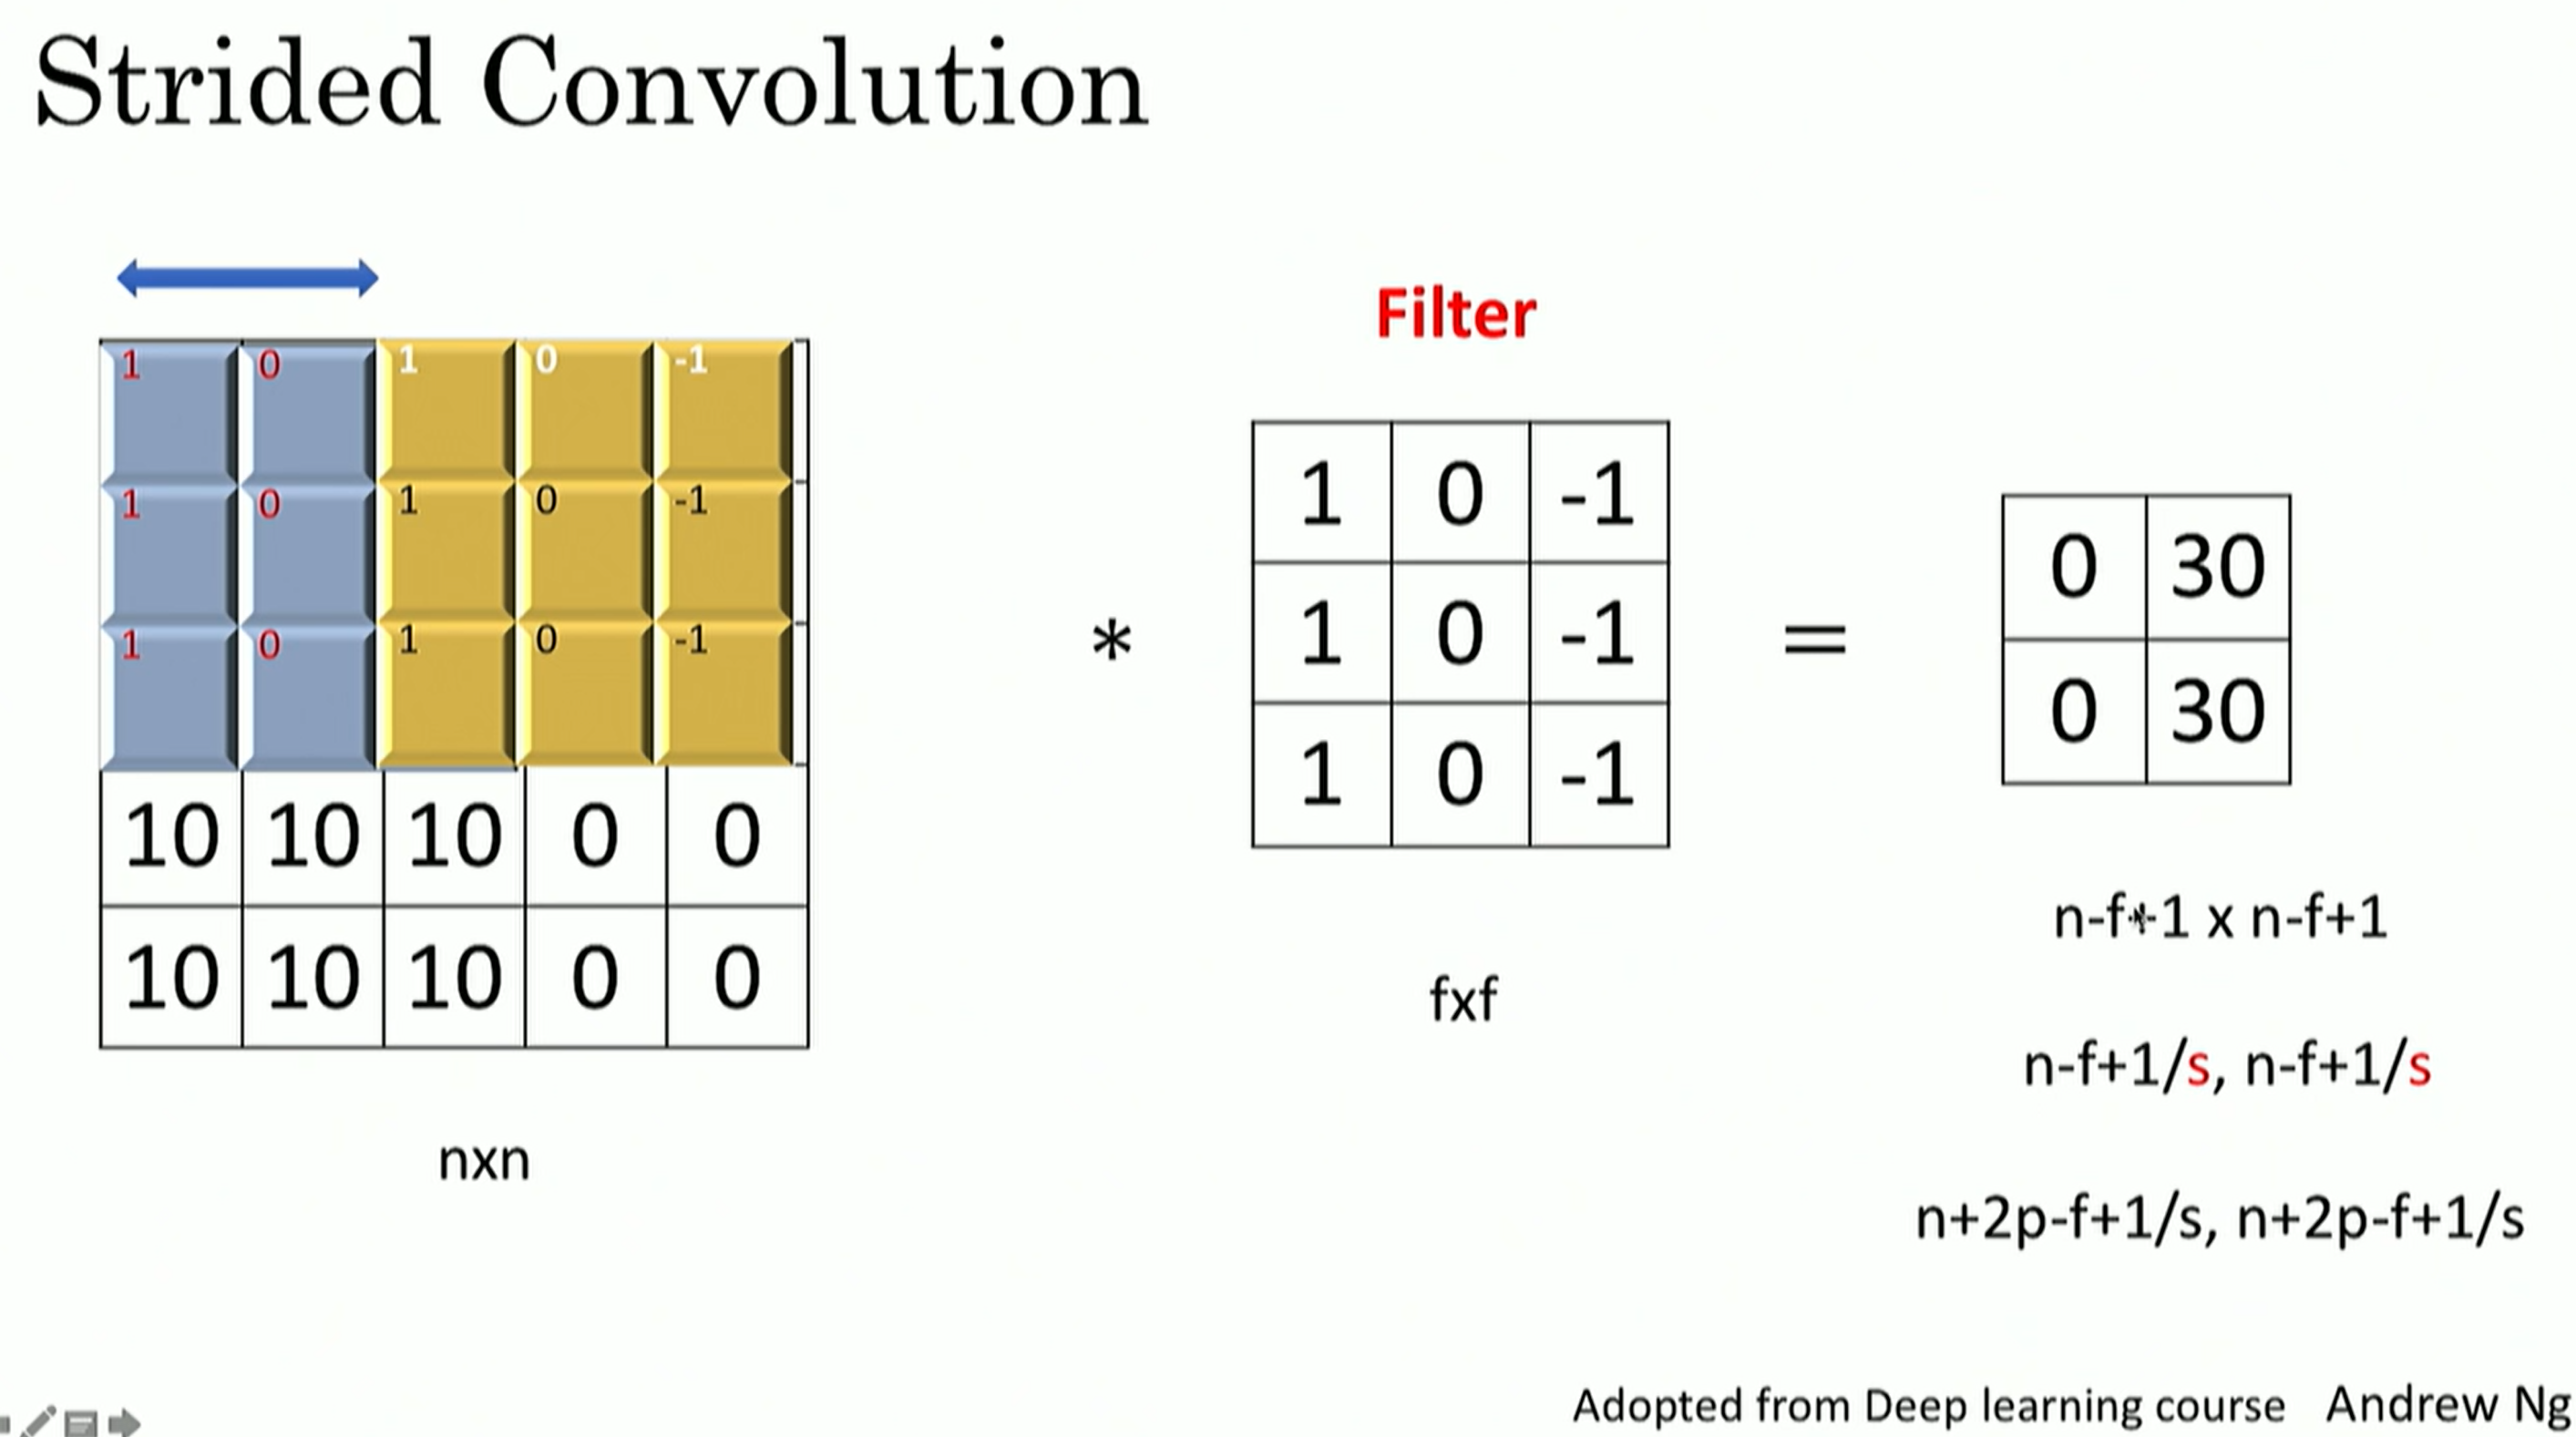 Strided Convolution
Filter
1 0 1 0 -1
1 0 1 0 -1
1 0 1 0 -1
10 10 10 0 0
10 10 10 0 0
nxn
*
1 0 -1
1 0 -1
1 0 -1
fxf
=
0 30
0 30
n-f+1 x n-f+1
n-f+1/s, n-f+1/s
n+2p-f+1/s, n+2p-f+1/s
Adopted from Deep learning course Andrew Ng